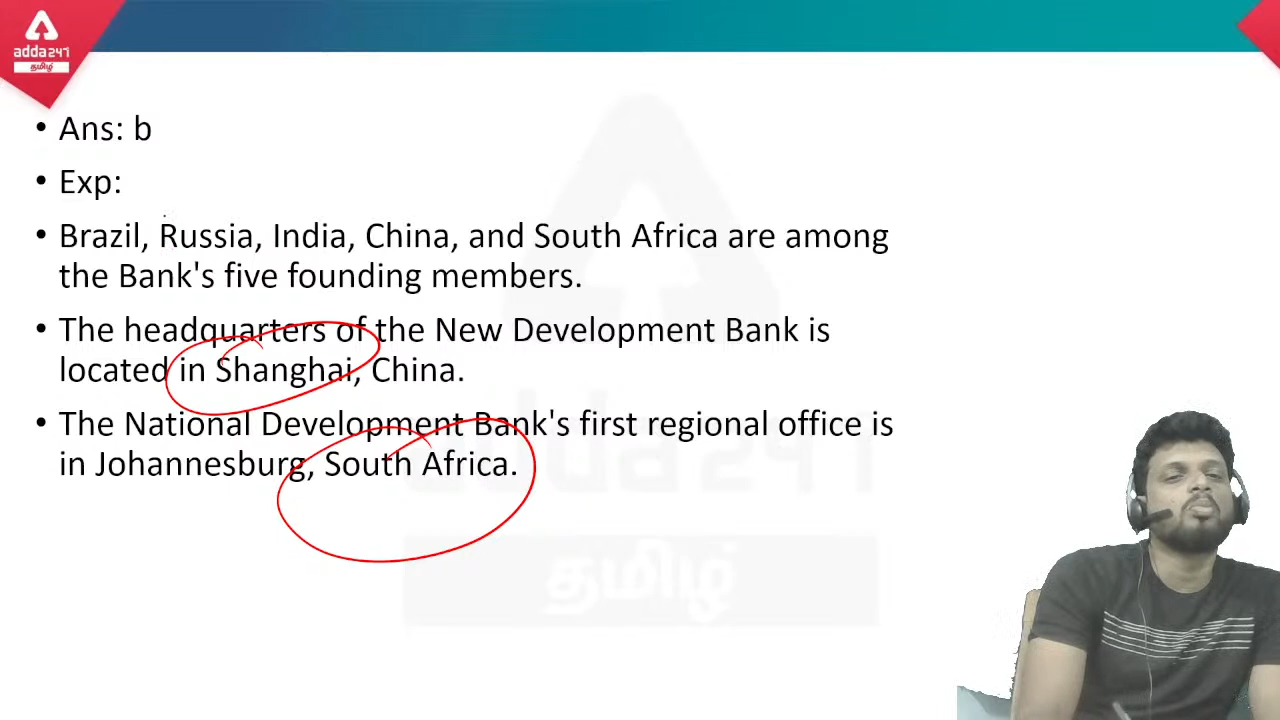 adda247
தமிழ்
• Ans: b
• Exp:
• Brazil, Russia, India, China, and South Africa are among
the Bank's five founding members.
• The headquarters of the New Development Bank is
located in Shanghai, China.
• The National Development Bank's first regional office is
in Johannesburg, South Africa.
adda247
தமிழ்